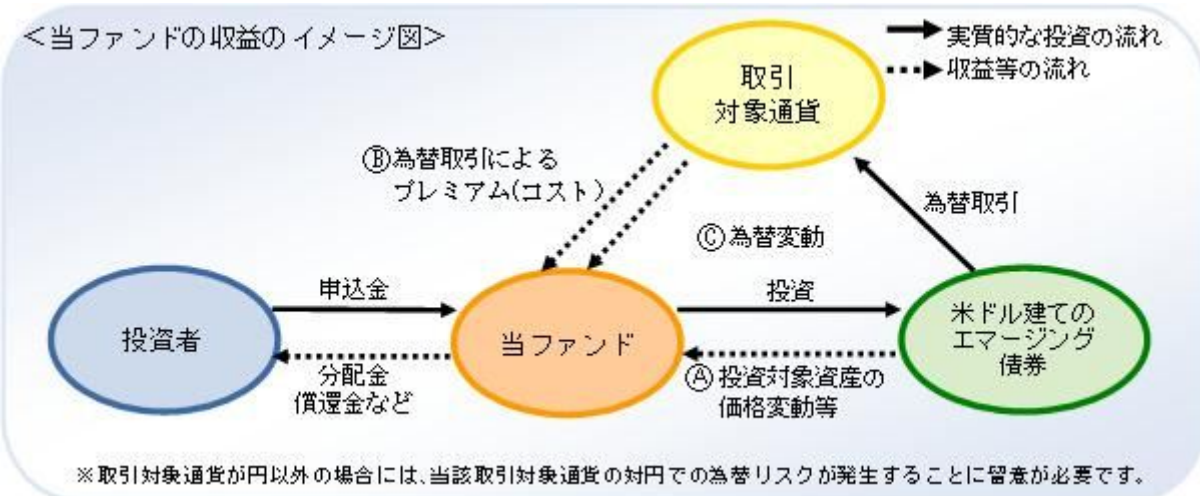 ＜当ファンドの収益のイメージ図＞
実質的な投資の流れ
収益等の流れ
取引
対象通貨
Ⓑ為替取引による
プレミアム(コスト)
為替取引
Ⓒ為替変動
申込金
投資
投資者
当ファンド
米ドル建ての
エマージング
債券
分配金
償還金など
Ⓐ投資対象資産の
価格変動等
※取引対象通貨が円以外の場合には、当該取引対象通貨の対円での為替リスクが発生することに留意が必要です。